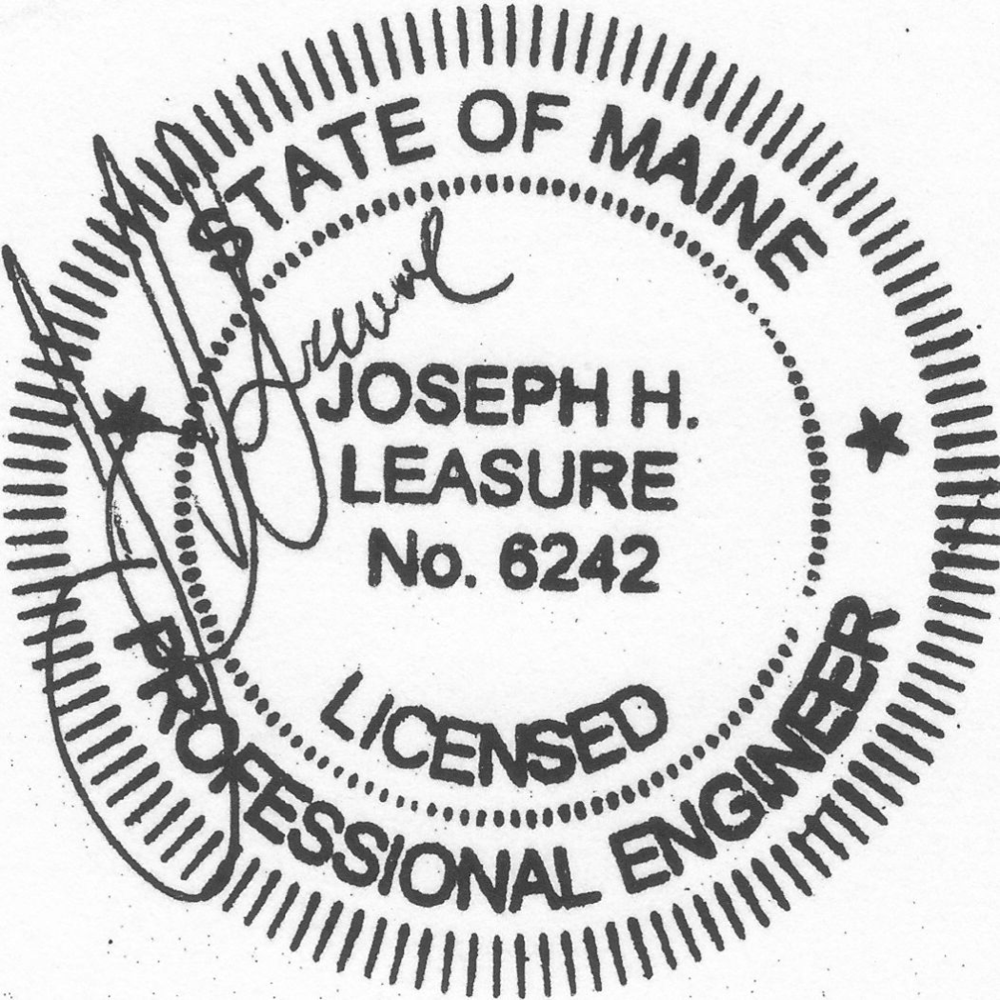 STATE OF MAINE
JOSEPH H.
LEASURE
No. 6242
LICENSED
PROFESSIONAL ENGINEER